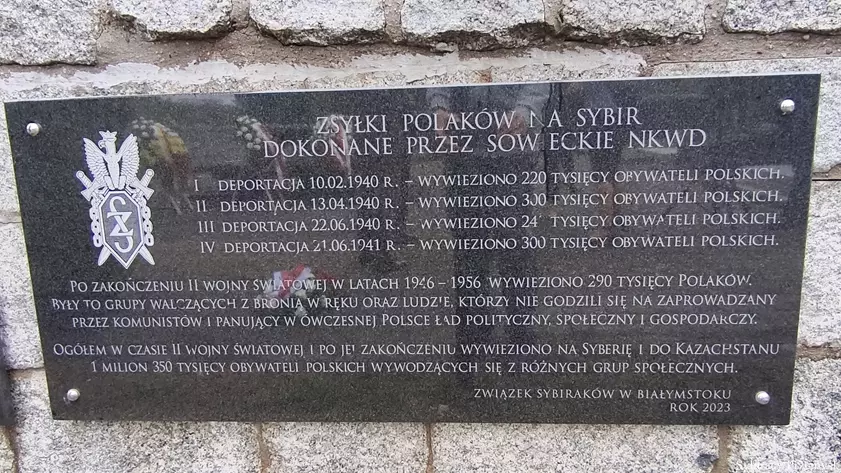 ZSYŁKI POLAKÓW NA SYBIR
DOKONANE PRZEZ SOWIECKIE NKWD
I DEPORTACJA 10.02.1940 R. – WYWIEZIONO 220 TYSIĘCY OBYWATELI POLSKICH.
II DEPORTACJA 13.04.1940 R. – WYWIEZIONO 300 TYSIĘCY OBYWATELI POLSKICH.
III DEPORTACJA 22.06.1940 R. – WYWIEZIONO TYSIĘCY OBYWATELI POLSKICH.
IV DEPORTACJA 21.06.1941 R. – WYWIEZIONO 300 TYSIĘCY OBYWATELI POLSKICH.
PO ZAKOŃCZENIU II WOJNY ŚWIATOWEJ W LATACH 1946 – 1956 WYWIEZIONO 290 TYSIĘCY POLAKÓW.
BYŁY TO GRUPY WALCZĄCYCH Z BRONIĄ W RĘKU ORAZ LUDZIE, KTÓRZY NIE GODZILI SIĘ NA ZAPROWADZANY
PRZEZ KOMUNISTÓW I PANUJĄCY W ÓWCZESNEJ POLSCE ŁAD POLITYCZNY, SPOŁECZNY I GOSPODARCZY.
OGÓŁEM W CZASIE II WOJNY ŚWIATOWEJ I PO JEJ ZAKOŃCZENIU WYWIEZIONO NA SYBERIĘ I DO KAZACHSTANU
1 MILION 350 TYSIĘCY OBYWATELI POLSKICH WYWODZĄCYCH SIĘ Z RÓŻNYCH GRUP SPOŁECZNYCH.
ZWIĄZEK SYBIRAKÓW W BIAŁYMSTOKU
ROK 2023